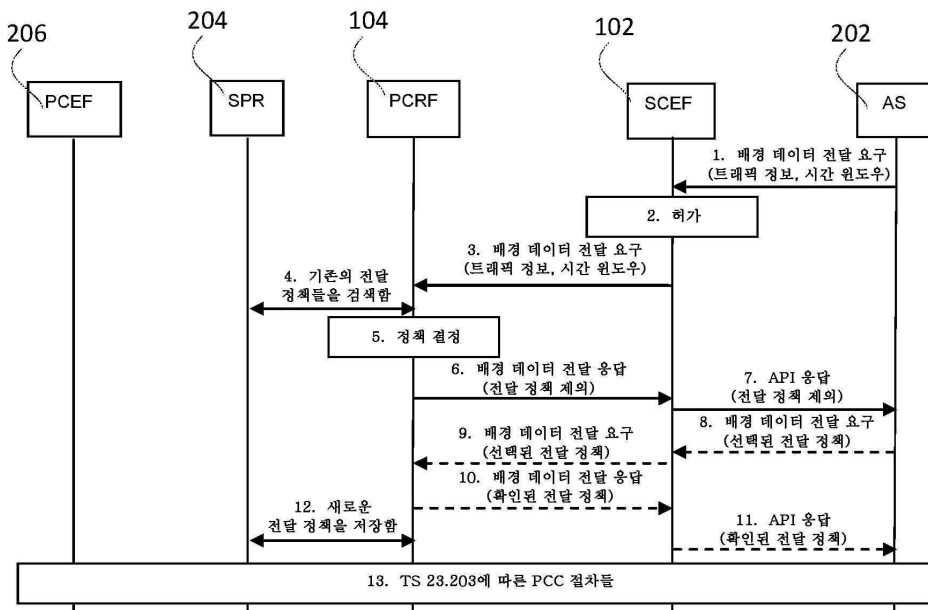 206
204
104
102
202
PCEF
SPR
PCRF
SCEF
AS
1. 배경 데이터 전달 요구
(트래픽 정보, 시간 윈도우)
2. 허가
3. 배경 데이터 전달 요구
(트래픽 정보, 시간 윈도우)
4. 기존의 전달
정책들을 검색함
5. 정책 결정
6. 배경 데이터 전달 응답
(전달 정책 제의)
7. API 응답
(전달 정책 제의)
8. 배경 데이터 전달 요구
(선택된 전달 정책)
9. 배경 데이터 전달 요구
(선택된 전달 정책)
10. 배경 데이터 전달 응답
(확인된 전달 정책)
11. API 응답
(확인된 전달 정책)
12. 새로운
전달 정책을 저장함
13. TS 23.203에 따른 PCC 절차들